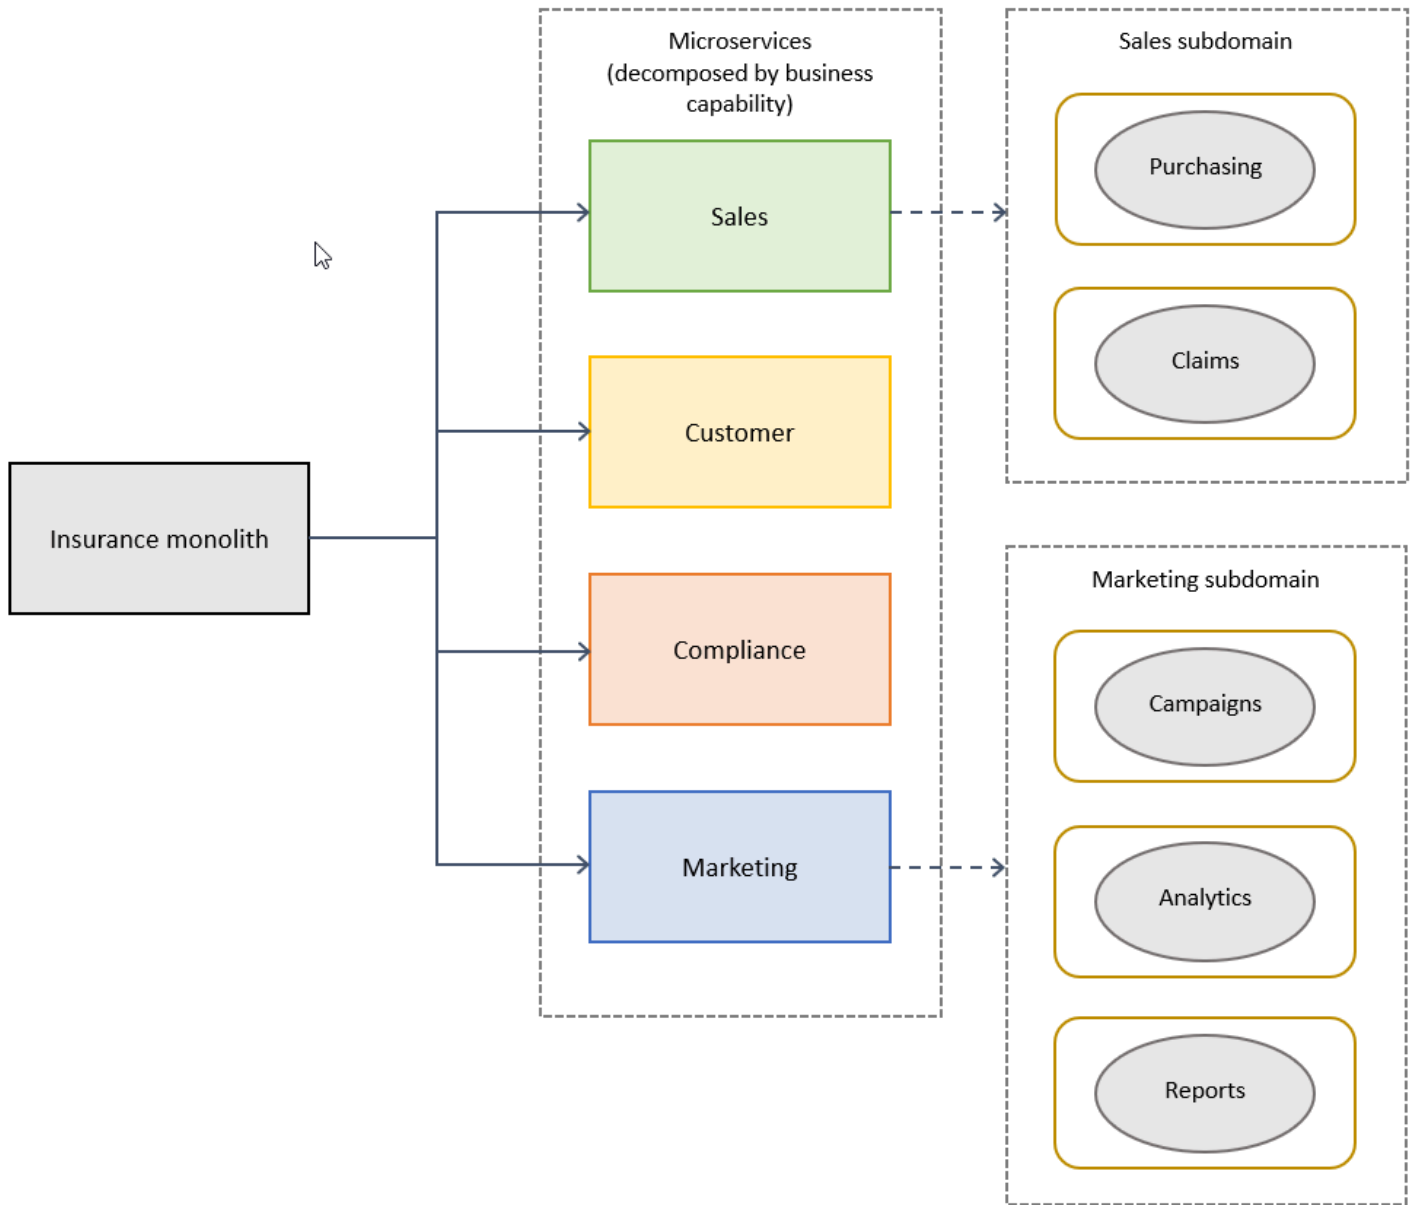 Insurance monolith
Microservices
(decomposed by business
capability)
Sales
Customer
Compliance
Marketing
Sales subdomain
Purchasing
Claims
Marketing subdomain
Campaigns
Analytics
Reports